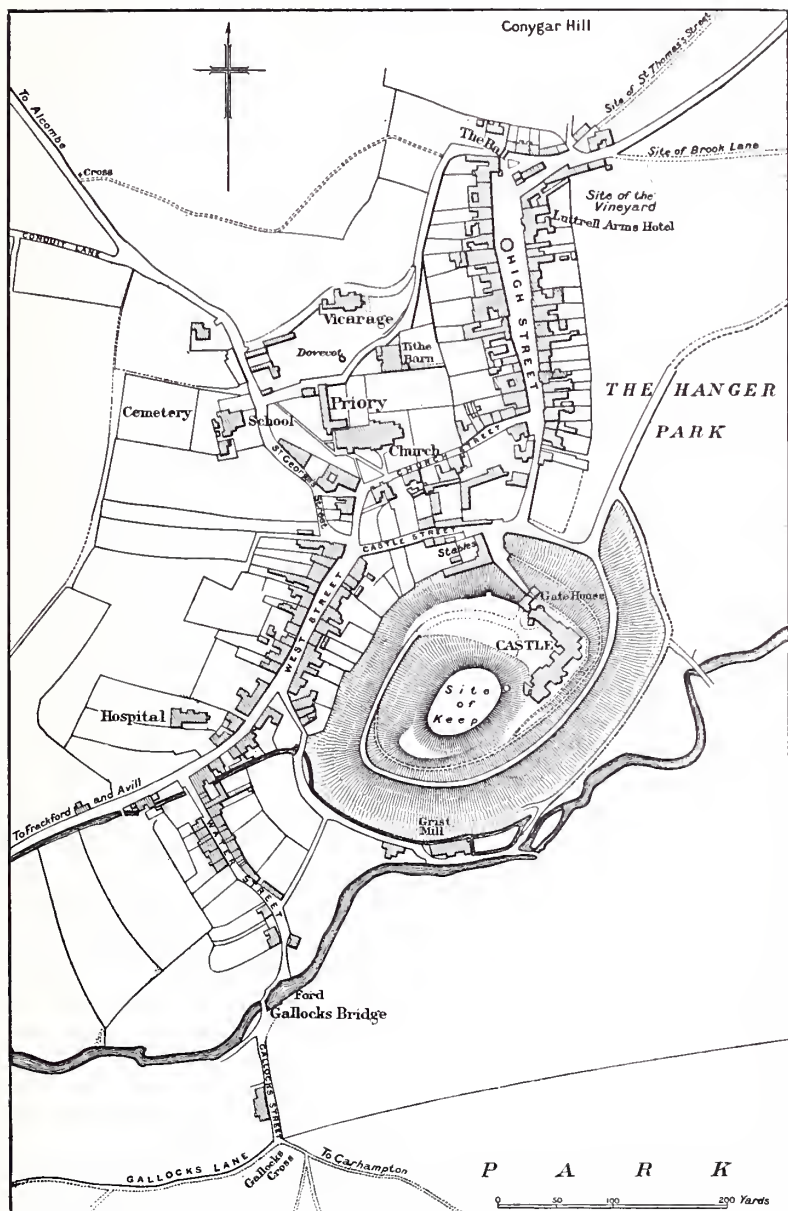 Conygar Hill
Site of St Thomas's Street
To Alcombe
The Ba
Site of Brook Lane
Cross
Site of the
Vineyard
Luttrell Arms Hotel
CONDUIT LANE
HIGH STREET
Vicarage
Dovecot
Tithe
Barn
THE HANGER
PARK
Cemetery
School
Priory
Church
CHURCH STREET
St Georges
Street
CASTLE STREET
Stables
Gate House
CASTLE
WEST STREET
Site
of
Keep
Hospital
To Frackford and Avill
Grist
Mill
WATER STREET
Ford
Gallocks Bridge
GALLOCKS STREET
GALLOCKS LANE
Gallocks
Cross
To Carhampton
PARK
0 50 100 200 Yards